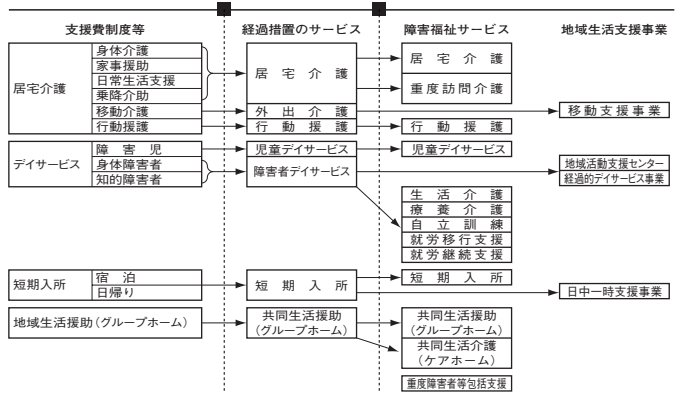 支援費制度等
経過措置のサービス
障害福祉サービス
地域生活支援事業
居宅介護
身体介護
家事援助
日常生活支援
乗降介助
移動介護
行動援護
居宅介護
外出介護
行動援護
居宅介護
重度訪問介護
行動援護
移動支援事業
デイサービス
障害児
身体障害者
知的障害者
児童デイサービス
障害者デイサービス
児童デイサービス
地域活動支援センター
経過的デイサービス事業
生活介護
療養介護
自立訓練
就労移行支援
就労継続支援
短期入所
宿泊
日帰り
短期入所
短期入所
日中一時支援事業
地域生活援助(グループホーム)
共同生活援助
(グループホーム)
共同生活援助
(グループホーム)
共同生活介護
(ケアホーム)
重度障害者等包括支援